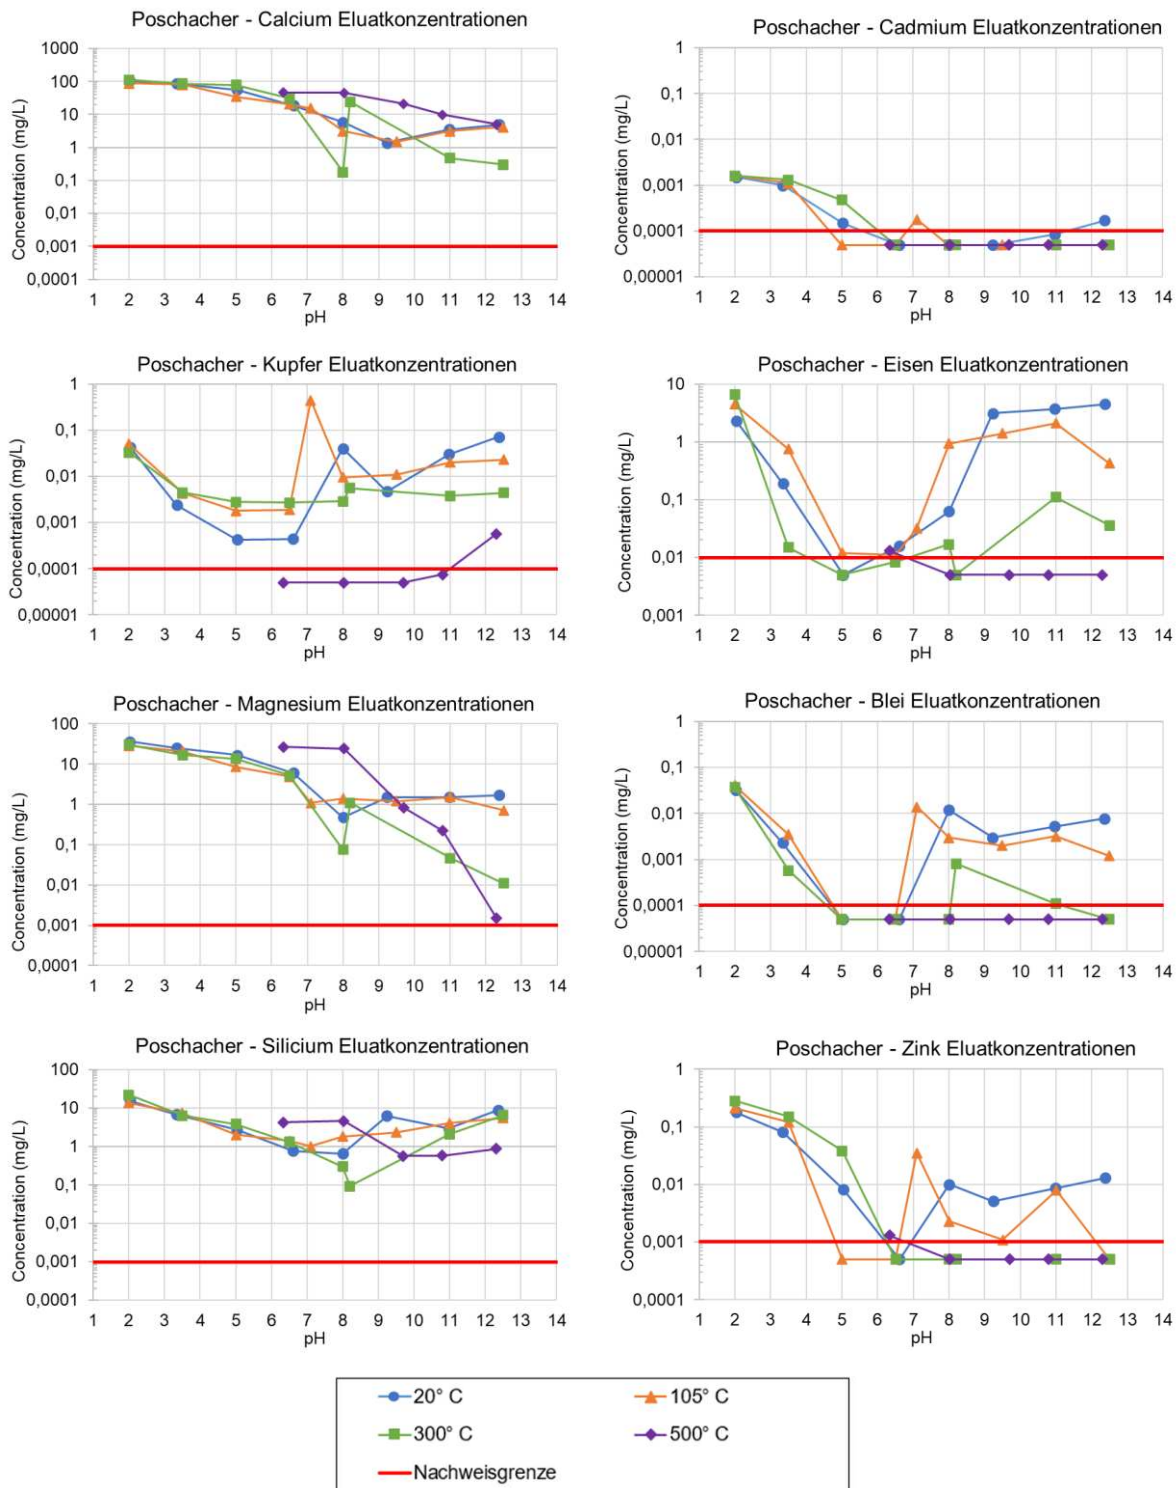 Poschacher - Calcium Eluatkonzentrationen
Concentration (mg/L)
1000
100
10
1
0,1
0,01
0,001
0,0001
1 2 3 4 5 6 7 8 9 10 11 12 13 14
pH
Poschacher - Cadmium Eluatkonzentrationen
Concentration (mg/L)
1
0,1
0,01
0,001
0,0001
0,00001
1 2 3 4 5 6 7 8 9 10 11 12 13 14
pH
Poschacher - Kupfer Eluatkonzentrationen
Concentration (mg/L)
1
0,1
0,01
0,001
0,0001
0,00001
1 2 3 4 5 6 7 8 9 10 11 12 13 14
pH
Poschacher - Eisen Eluatkonzentrationen
Concentration (mg/L)
10
1
0,1
0,01
0,001
1 2 3 4 5 6 7 8 9 10 11 12 13 14
pH
Poschacher - Magnesium Eluatkonzentrationen
Concentration (mg/L)
100
10
1
0,1
0,01
0,001
0,0001
1 2 3 4 5 6 7 8 9 10 11 12 13 14
pH
Poschacher - Blei Eluatkonzentrationen
Concentration (mg/L)
1
0,1
0,01
0,001
0,0001
0,00001
1 2 3 4 5 6 7 8 9 10 11 12 13 14
pH
Poschacher - Silicium Eluatkonzentrationen
Concentration (mg/L)
100
10
1
0,1
0,01
0,001
0,0001
1 2 3 4 5 6 7 8 9 10 11 12 13 14
pH
Poschacher - Zink Eluatkonzentrationen
Concentration (mg/L)
1
0,1
0,01
0,001
0,0001
1 2 3 4 5 6 7 8 9 10 11 12 13 14
pH
20° C
105° C
300° C
500° C
Nachweisgrenze